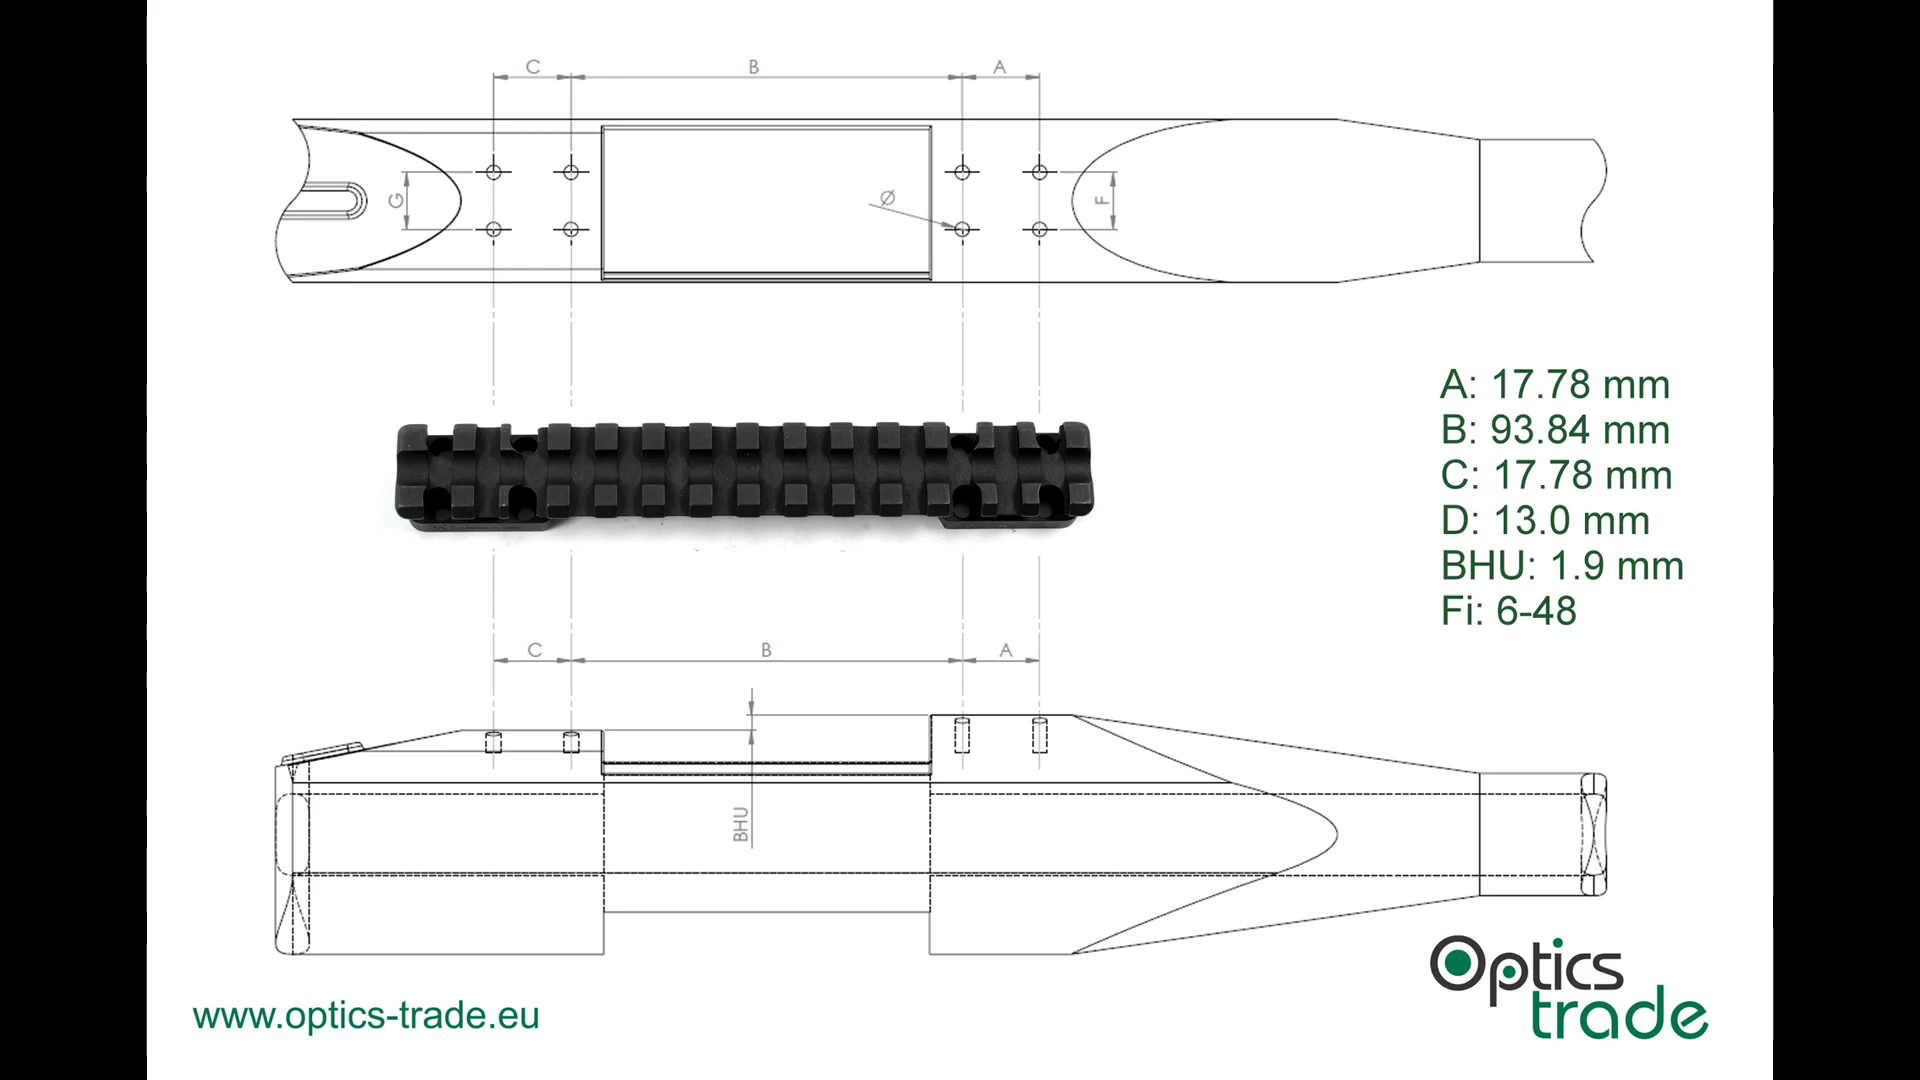 C B A
G Ø F
A: 17.78 mm
B: 93.84 mm
C: 17.78 mm
D: 13.0 mm
BHU: 1.9 mm
Fi: 6-48
C B A
BHU
www.optics-trade.eu
Optics
trade